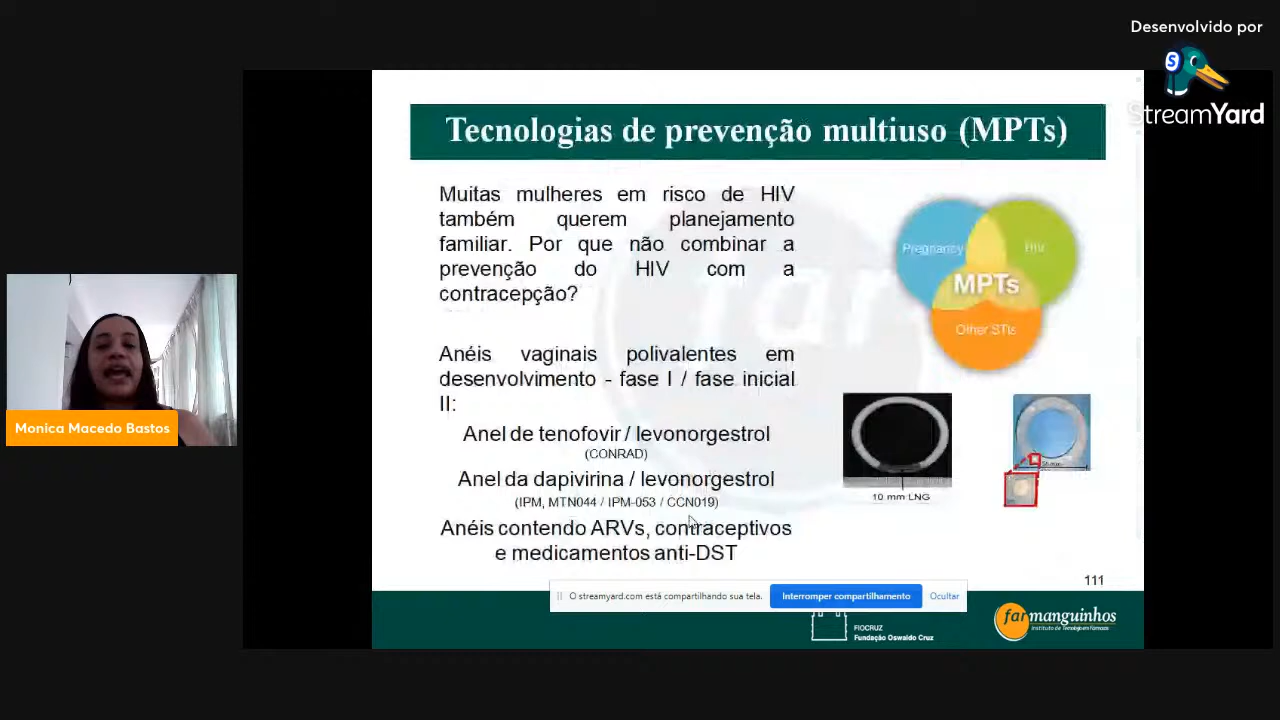 Desenvolvido por
StreamYard
Tecnologias de prevenção multiuso (MPTs)
Muitas mulheres em risco de HIV
também querem planejamento
familiar. Por que não combinar a
prevenção do HIV com a
contracepção?
Anéis vaginais polivalentes em
desenvolvimento - fase I / fase inicial
II:
Anel de tenofovir / levonorgestrol
(CONRAD)
Anel da dapivirina / levonorgestrol
(IPM, MTN044 / IPM-053 / CCN019)
Anéis contendo ARVs, contraceptivos
e medicamentos anti-DST
Pregnancy
HIV
MPTs
Other STIs
10 mm LNG
Monica Macedo Bastos
111
O streamyard.com está compartilhando sua tela.
Interromper compartilhamento
Ocultar
FIOCRUZ
Fundação Oswaldo Cruz
farmanguinhos
Instituto de Tecnologia em Fármacos